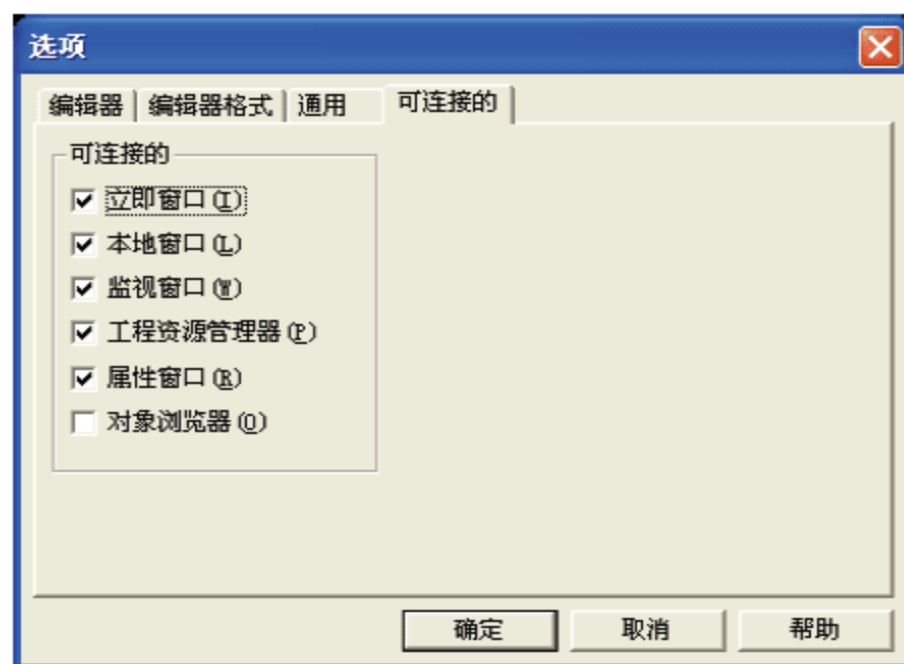 选项
编辑器 编辑器格式 通用 可连接的
可连接的
立即窗口(I)
本地窗口(L)
监视窗口(W)
工程资源管理器(P)
属性窗口(R)
对象浏览器(O)
确定 取消 帮助